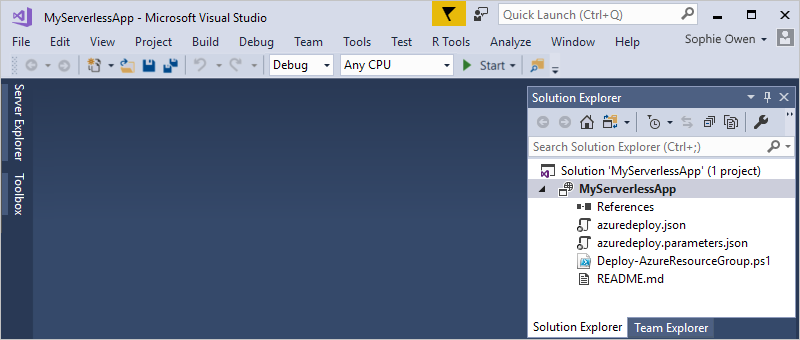 MyServerlessApp - Microsoft Visual Studio
Quick Launch (Ctrl+Q)
File Edit View Project Build Debug Team Tools Test R Tools Analyze Window Help Sophie Owen
Debug Any CPU Start
Server Explorer
Toolbox
Solution Explorer
Search Solution Explorer (Ctrl+;)
Solution 'MyServerlessApp' (1 project)
MyServerlessApp
References
azuredeploy.json
azuredeploy.parameters.json
Deploy-AzureResourceGroup.ps1
README.md
Solution Explorer Team Explorer